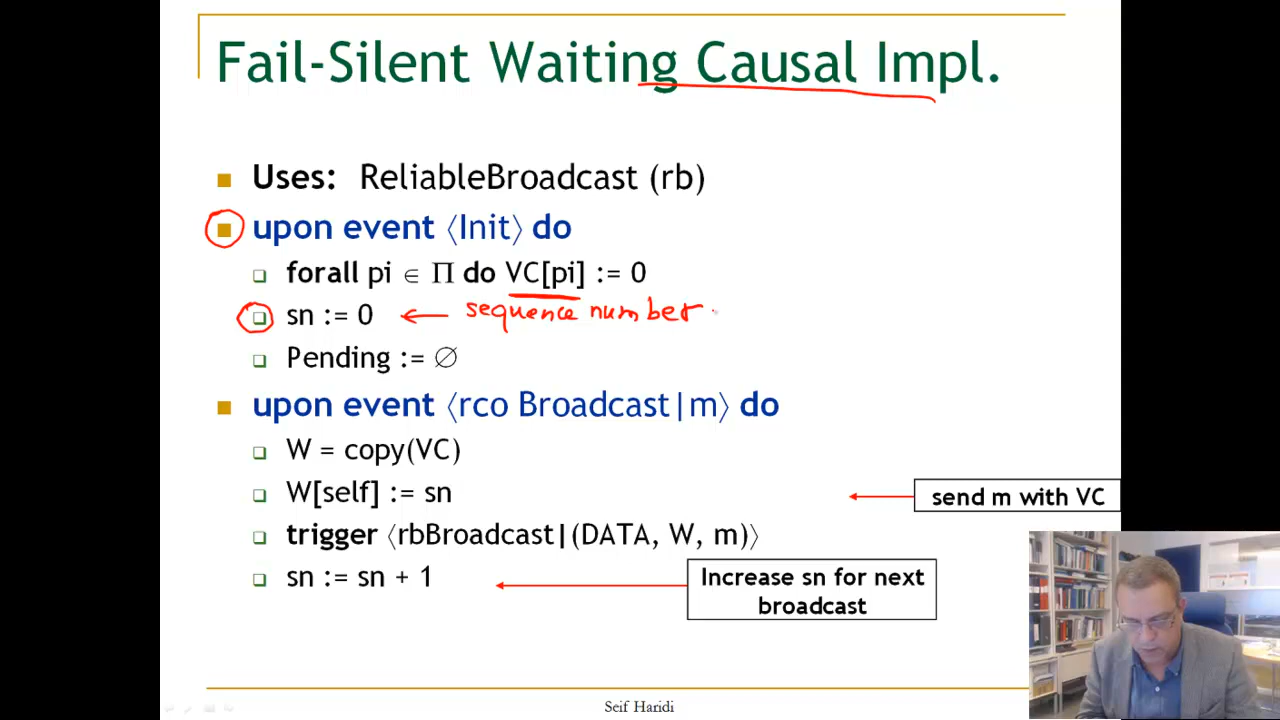 Fail-Silent Waiting Causal Impl.
Uses: ReliableBroadcast (rb)
upon event 〈Init〉 do
forall pi ∈ Π do VC[pi] := 0
sn := 0 ← sequence number
Pending := ∅
upon event 〈rco Broadcast|m〉 do
W = copy(VC)
W[self] := sn
send m with VC
trigger 〈rbBroadcast|(DATA, W, m)〉
sn := sn + 1
Increase sn for next
broadcast
Seif Haridi